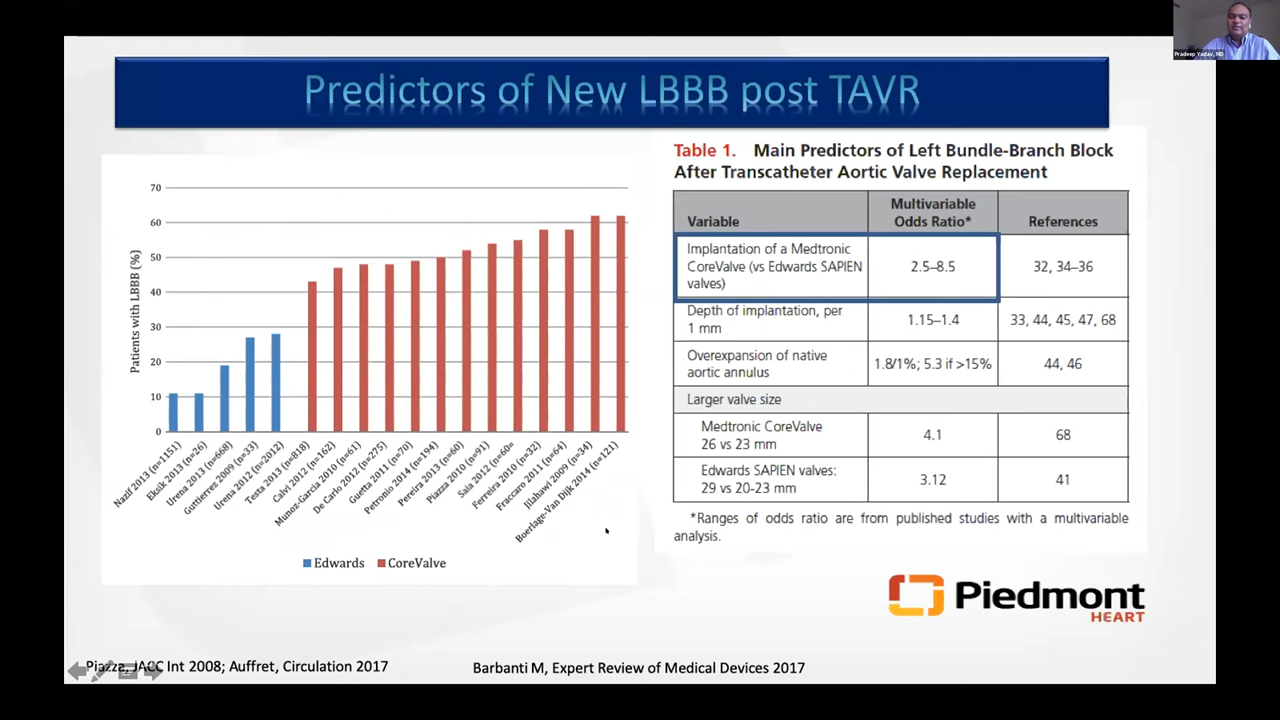 Pradeep Yadav, MD
Predictors of New LBBB post TAVR
Patients with LBBB (%)
70
60
50
40
30
20
10
0
Nazif 2013 (n=1151)
Eksik 2013 (n=26)
Urena 2013 (n=668)
Guttierrez 2009 (n=33)
Urena 2012 (n=202)
Testa 2013 (n=818)
Calvi 2012 (n=162)
Munoz-Garcia 2010 (n=61)
De Carlo 2012 (n=275)
Guetta 2011 (n=70)
Petronio 2014 (n=194)
Pereira 2013 (n=60)
Piazza 2010 (n=91)
Saia 2012 (n=60=
Ferreira 2010 (n=32)
Fraccaro 2011 (n=64)
Jilahawi 2009 (n=34)
Boerlage-Van Dijk 2014 (n=121)
Edwards CoreValve
Table 1. Main Predictors of Left Bundle-Branch Block
After Transcatheter Aortic Valve Replacement
Variable
Multivariable
Odds Ratio*
References
Implantation of a Medtronic
CoreValve (vs Edwards SAPIEN
valves)
2.5–8.5
32, 34–36
Depth of implantation, per
1 mm
1.15–1.4
33, 44, 45, 47, 68
Overexpansion of native
aortic annulus
1.8/1%; 5.3 if >15%
44, 46
Larger valve size
Medtronic CoreValve
26 vs 23 mm
4.1
68
Edwards SAPIEN valves:
29 vs 20-23 mm
3.12
41
*Ranges of odds ratio are from published studies with a multivariable
analysis.
Piedmont
HEART
Piazza, JACC Int 2008; Auffret, Circulation 2017
Barbanti M, Expert Review of Medical Devices 2017